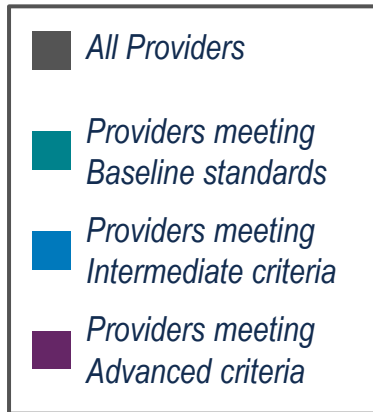 All Providers
Providers meeting
Baseline standards
Providers meeting
Intermediate criteria
Providers meeting
Advanced criteria